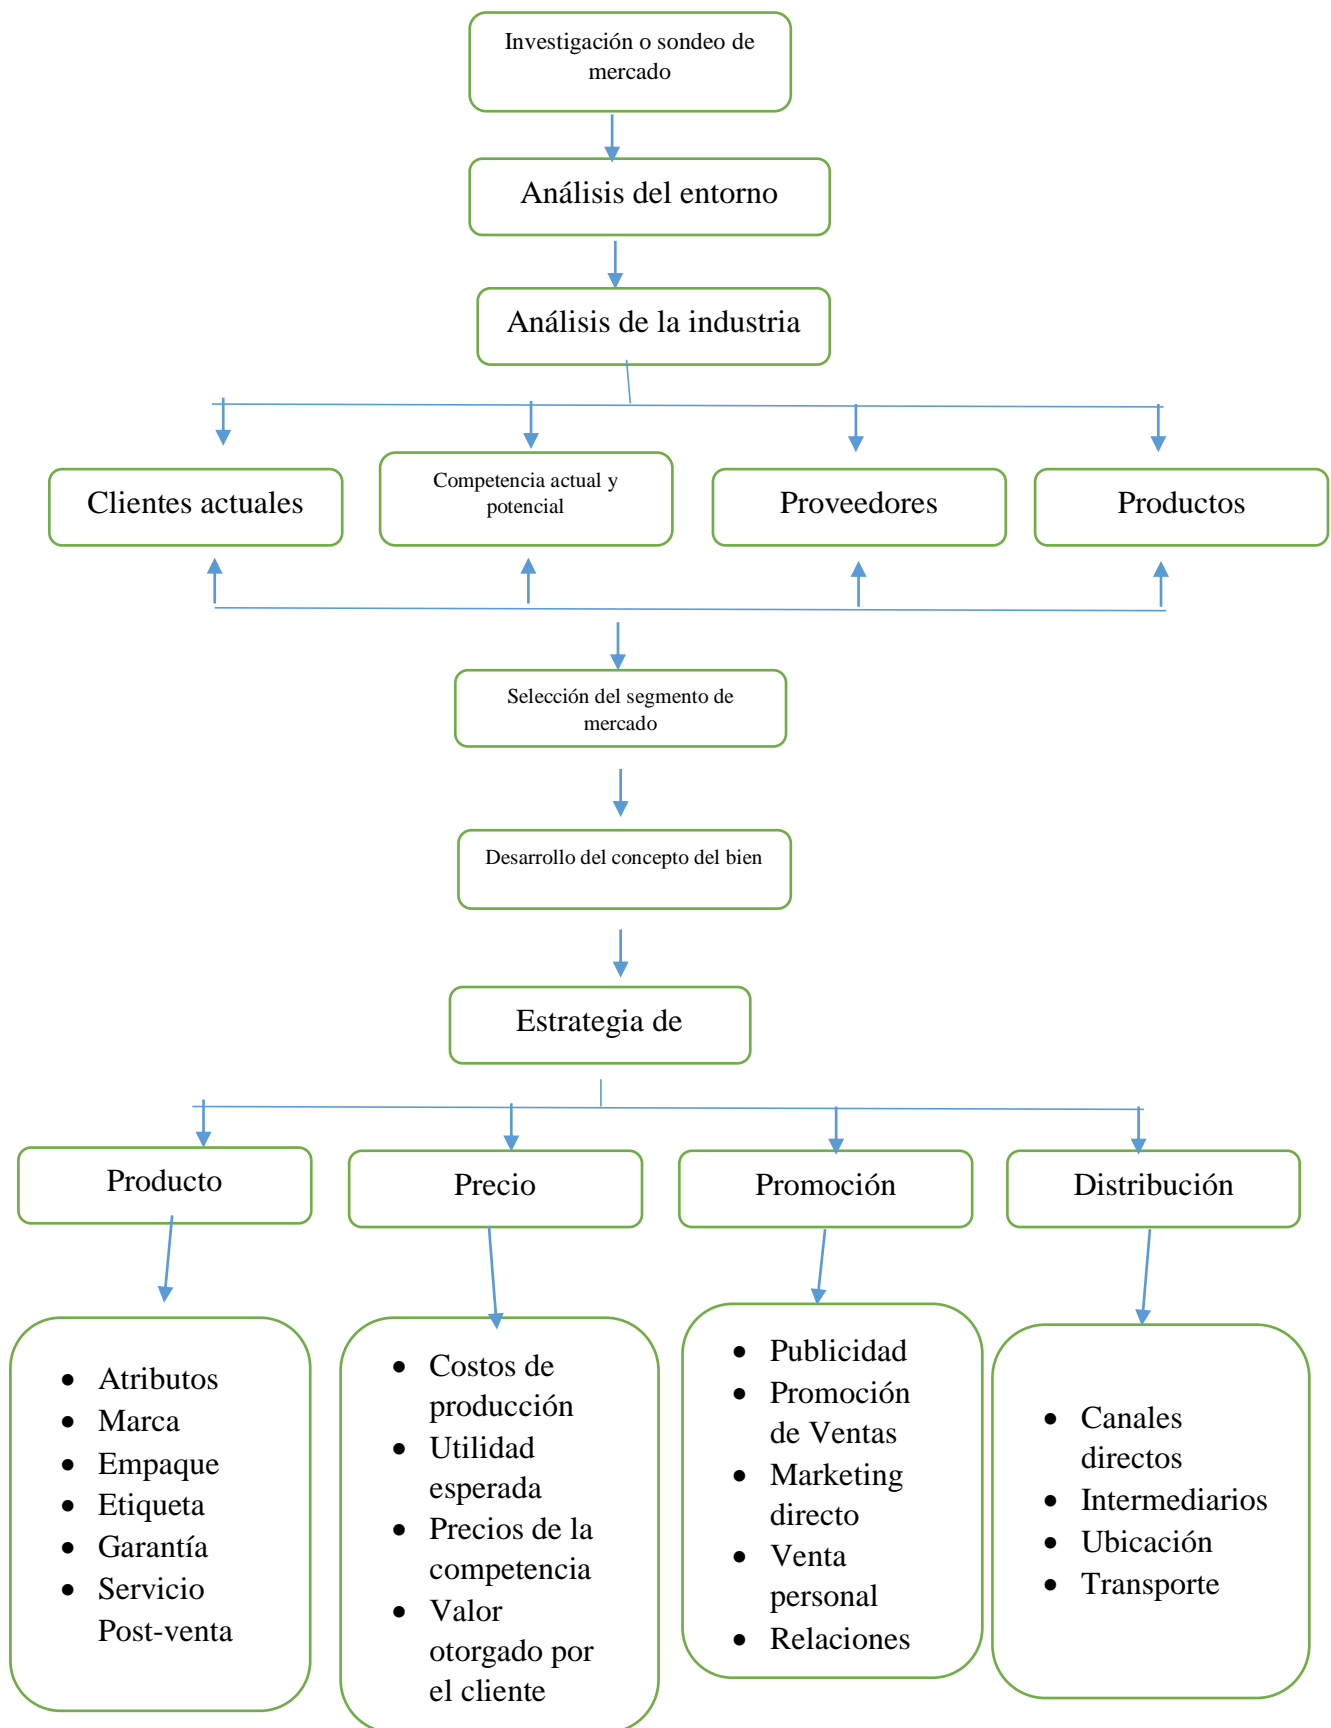 Investigación o sondeo de
mercado
Análisis del entorno
Análisis de la industria
Clientes actuales
Competencia actual y
potencial
Proveedores
Productos
Selección del segmento de
mercado
Desarrollo del concepto del bien
Estrategia de
Producto
Precio
Promoción
Distribución
• Atributos
• Marca
• Empaque
• Etiqueta
• Garantía
• Servicio
Post-venta
• Costos de
producción
• Utilidad
esperada
• Precios de la
competencia
• Valor
otorgado por
el cliente
• Publicidad
• Promoción
de Ventas
• Marketing
directo
• Venta
personal
• Relaciones
• Canales
directos
• Intermediarios
• Ubicación
• Transporte